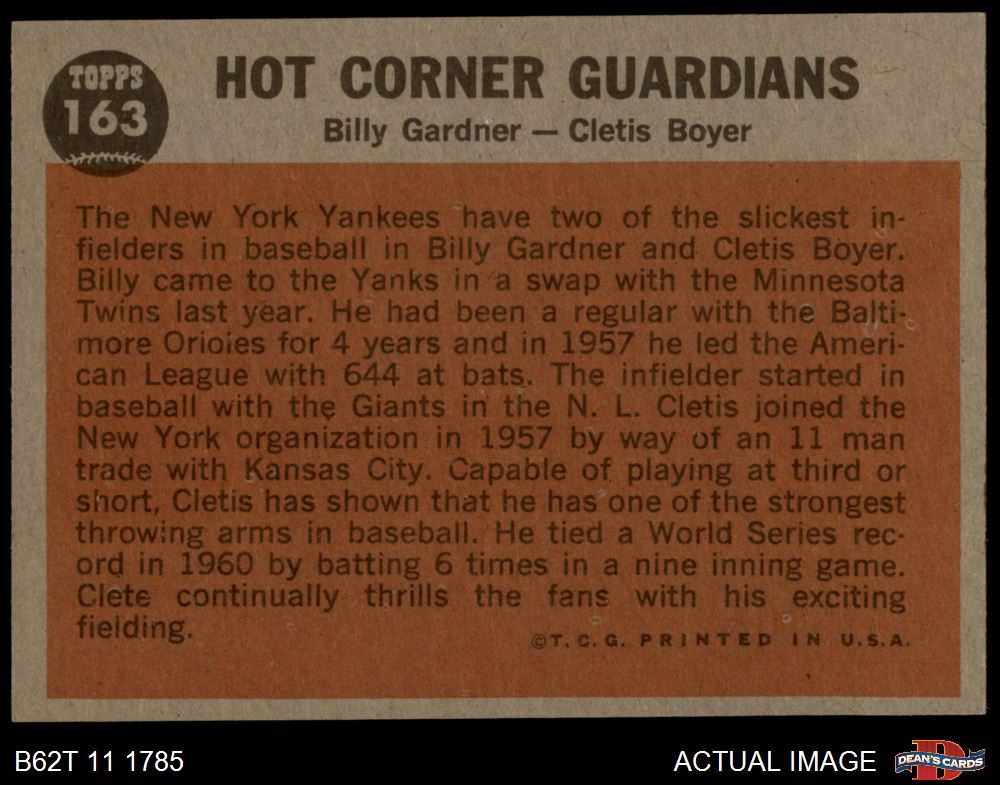 TOPPS
163
HOT CORNER GUARDIANS
Billy Gardner — Cletis Boyer
The New York Yankees have two of the slickest in-
fielders in baseball in Billy Gardner and Cletis Boyer.
Billy came to the Yanks in a swap with the Minnesota
Twins last year. He had been a regular with the Balti-
more Orioles for 4 years and in 1957 he led the Ameri-
can League with 644 at bats. The infielder started in
baseball with the Giants in the N. L. Cletis joined the
New York organization in 1957 by way of an 11 man
trade with Kansas City. Capable of playing at third or
short, Cletis has shown that he has one of the strongest
throwing arms in baseball. He tied a World Series rec-
ord in 1960 by batting 6 times in a nine inning game.
Clete continually thrills the fans with his exciting
fielding.
©T.C.G. PRINTED IN U.S.A.
B62T 11 1785
ACTUAL IMAGE
DEAN'S CARDS